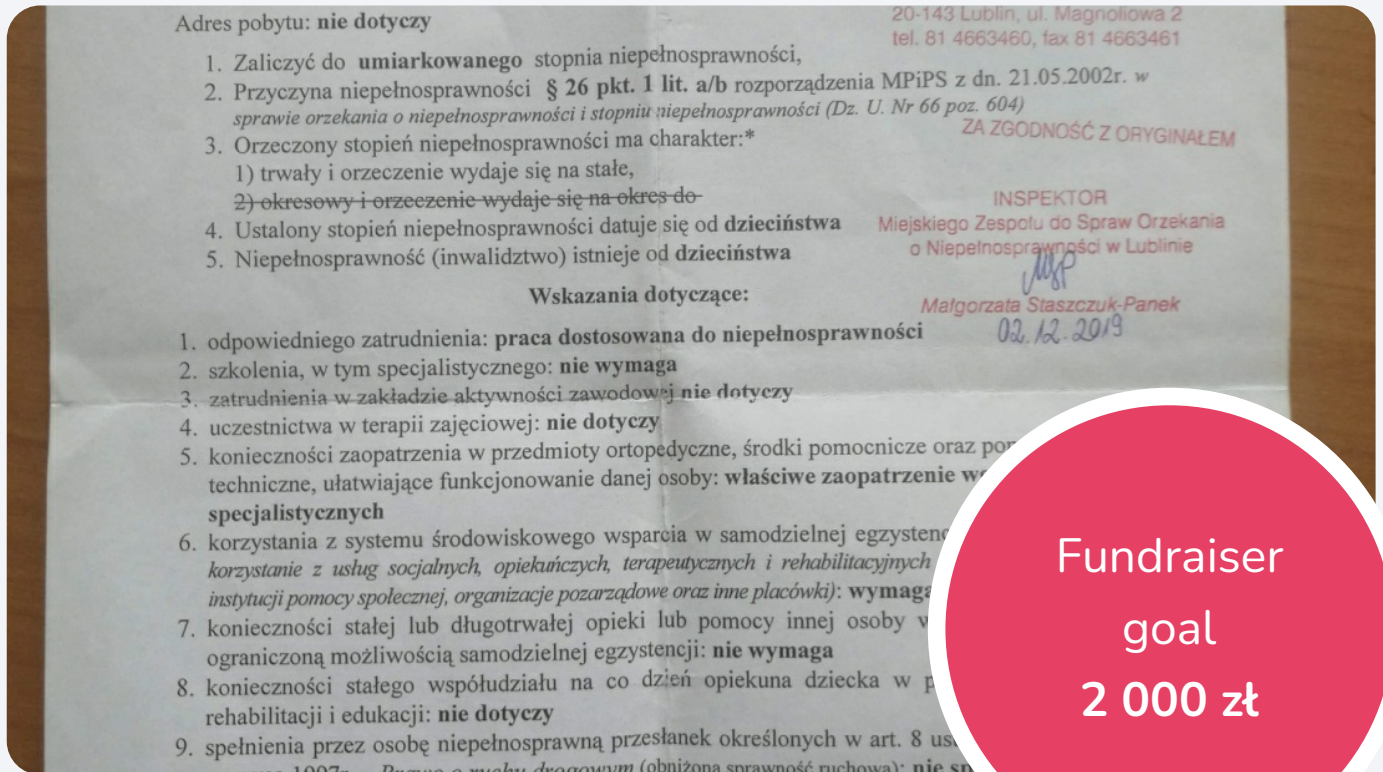 Adres pobytu: nie dotyczy
20-143 Lublin, ul. Magnoliowa 2
tel. 81 4663460, fax 81 4663461
1. Zaliczyć do umiarkowanego stopnia niepełnosprawności,
2. Przyczyna niepełnosprawności § 26 pkt. 1 lit. a/b rozporządzenia MPiPS z dn. 21.05.2002r. w
sprawie orzekania o niepełnosprawności i stopniu niepełnosprawności (Dz. U. Nr 66 poz. 604)
ZA ZGODNOŚĆ Z ORYGINAŁEM
3. Orzeczony stopień niepełnosprawności ma charakter:*
1) trwały i orzeczenie wydaje się na stałe,
2) okresowy i orzeczenie wydaje się na okres do
4. Ustalony stopień niepełnosprawności datuje się od dzieciństwa
5. Niepełnosprawność (inwalidztwo) istnieje od dzieciństwa
INSPEKTOR
Miejskiego Zespołu do Spraw Orzekania
o Niepełnosprawności w Lublinie
Małgorzata Staszczuk-Panek
02.12.2019
Wskazania dotyczące:
1. odpowiedniego zatrudnienia: praca dostosowana do niepełnosprawności
2. szkolenia, w tym specjalistycznego: nie wymaga
3. zatrudnienia w zakładzie aktywności zawodowej nie dotyczy
4. uczestnictwa w terapii zajęciowej: nie dotyczy
5. konieczności zaopatrzenia w przedmioty ortopedyczne, środki pomocnicze oraz
techniczne, ułatwiające funkcjonowanie danej osoby: właściwe zaopatrzenie
specjalistycznych
6. korzystania z systemu środowiskowego wsparcia w samodzielnej
korzystanie z usług socjalnych, opiekuńczych, terapeutycznych i rehabilitacyjnych
instytucji pomocy społecznej, organizacje pozarządowe oraz inne placówki): wymaga
7. konieczności stałej lub długotrwałej opieki lub pomocy innej osoby
ograniczoną możliwością samodzielnej egzystencji: nie wymaga
8. konieczności stałego współudziału na co dzień opiekuna dziecka w
rehabilitacji i edukacji: nie dotyczy
9. spełnienia przez osobę niepełnosprawną przesłanek określonych w art. 8
1997r. Prawo o ruchu drogowym (obniżona sprawność ruchowa): nie
Fundraiser
goal
2 000 zł